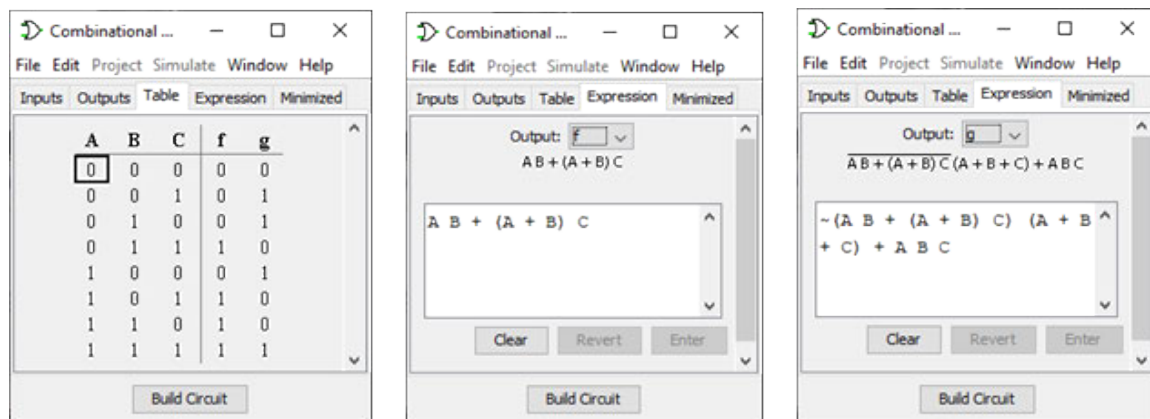 Combinational ...
File Edit Project Simulate Window Help
Inputs Outputs Table Expression Minimized
A B C f g
0 0 0 0 0
0 0 1 0 1
0 1 0 0 1
0 1 1 1 0
1 0 0 0 1
1 0 1 1 0
1 1 0 1 0
1 1 1 1 1
Build Circuit
Combinational ...
File Edit Project Simulate Window Help
Inputs Outputs Table Expression Minimized
Output: f
A B + (A + B) C
A B + (A + B) C
Clear Revert Enter
Build Circuit
Combinational ...
File Edit Project Simulate Window Help
Inputs Outputs Table Expression Minimized
Output: g
A̅ ̅B̅ ̅+̅ ̅(̅A̅ ̅+̅ ̅B̅)̅ ̅C̅ (A + B + C) + A B C
~(A B + (A + B) C) (A + B
+ C) + A B C
Clear Revert Enter
Build Circuit